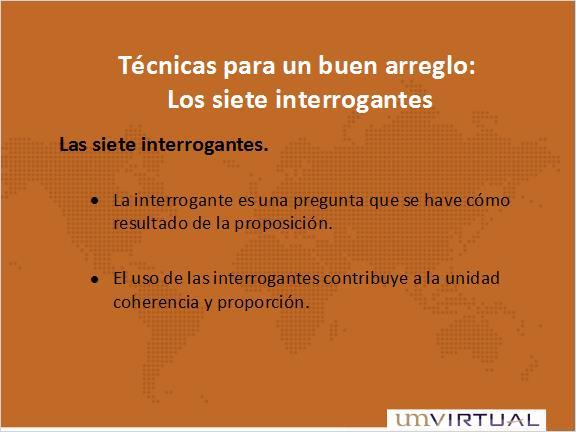 Técnicas para un buen arreglo:
Los siete interrogantes
Las siete interrogantes.
● La interrogante es una pregunta que se have cómo
resultado de la proposición.
● El uso de las interrogantes contribuye a la unidad
coherencia y proporción.
UMVIRTUAL